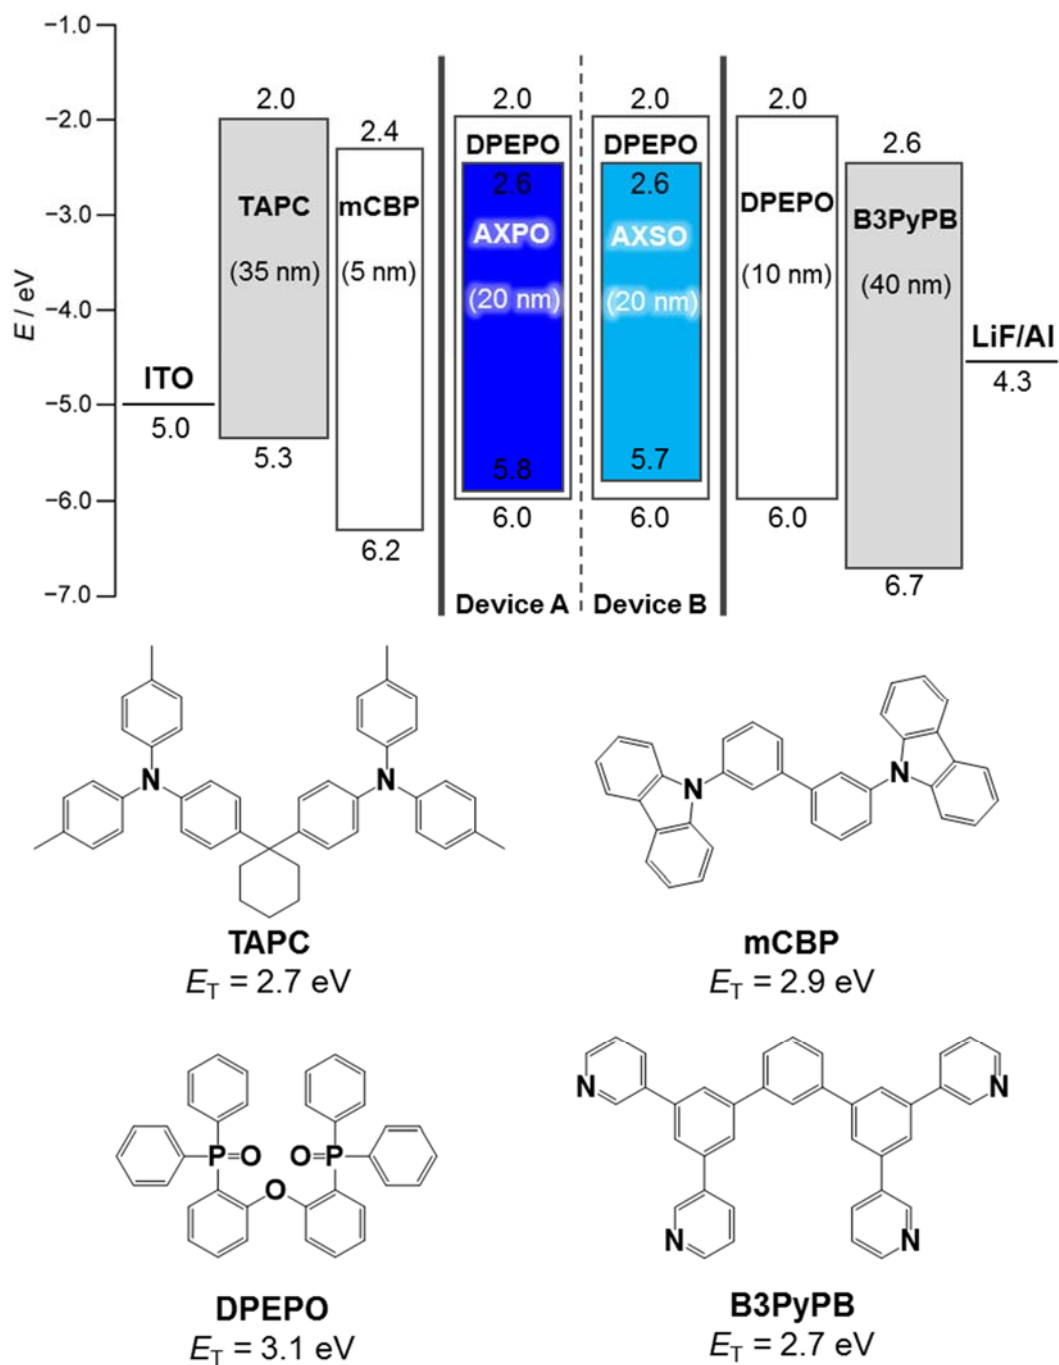 −1.0
−2.0
−3.0
−4.0
−5.0
−6.0
−7.0
E / eV
ITO
5.0
2.0
TAPC
(35 nm)
5.3
2.4
mCBP
(5 nm)
6.2
2.0
DPEPO
2.6
AXPO
(20 nm)
5.8
6.0
Device A
2.0
DPEPO
2.6
AXSO
(20 nm)
5.7
6.0
Device B
2.0
DPEPO
(10 nm)
6.0
2.6
B3PyPB
(40 nm)
6.7
LiF/Al
4.3
N
N
TAPC
E_T = 2.7 eV
N
N
mCBP
E_T = 2.9 eV
P=O O=P
O
DPEPO
E_T = 3.1 eV
N
N
N
N
B3PyPB
E_T = 2.7 eV